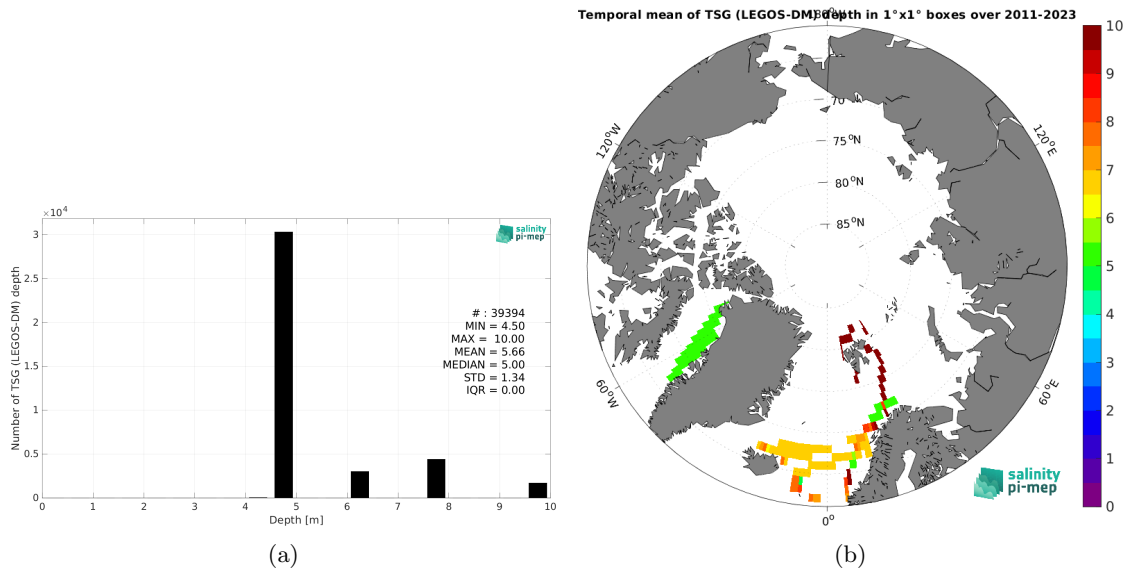 ×10⁴
3
2.5
2
1.5
1
0.5
0
0 1 2 3 4 5 6 7 8 9 10
Number of TSG (LEGOS-DM) depth
Depth [m]
salinity
pi-mep
# : 39394
MIN = 4.50
MAX = 10.00
MEAN = 5.66
MEDIAN = 5.00
STD = 1.34
IQR = 0.00
(a)
Temporal mean of TSG (LEGOS-DM) depth in 1°x1° boxes over 2011-2023
180°W
120°W
120°E
60°W
60°E
0°
70
75°N
80°N
85°N
10
9
8
7
6
5
4
3
2
1
0
salinity
pi-mep
(b)